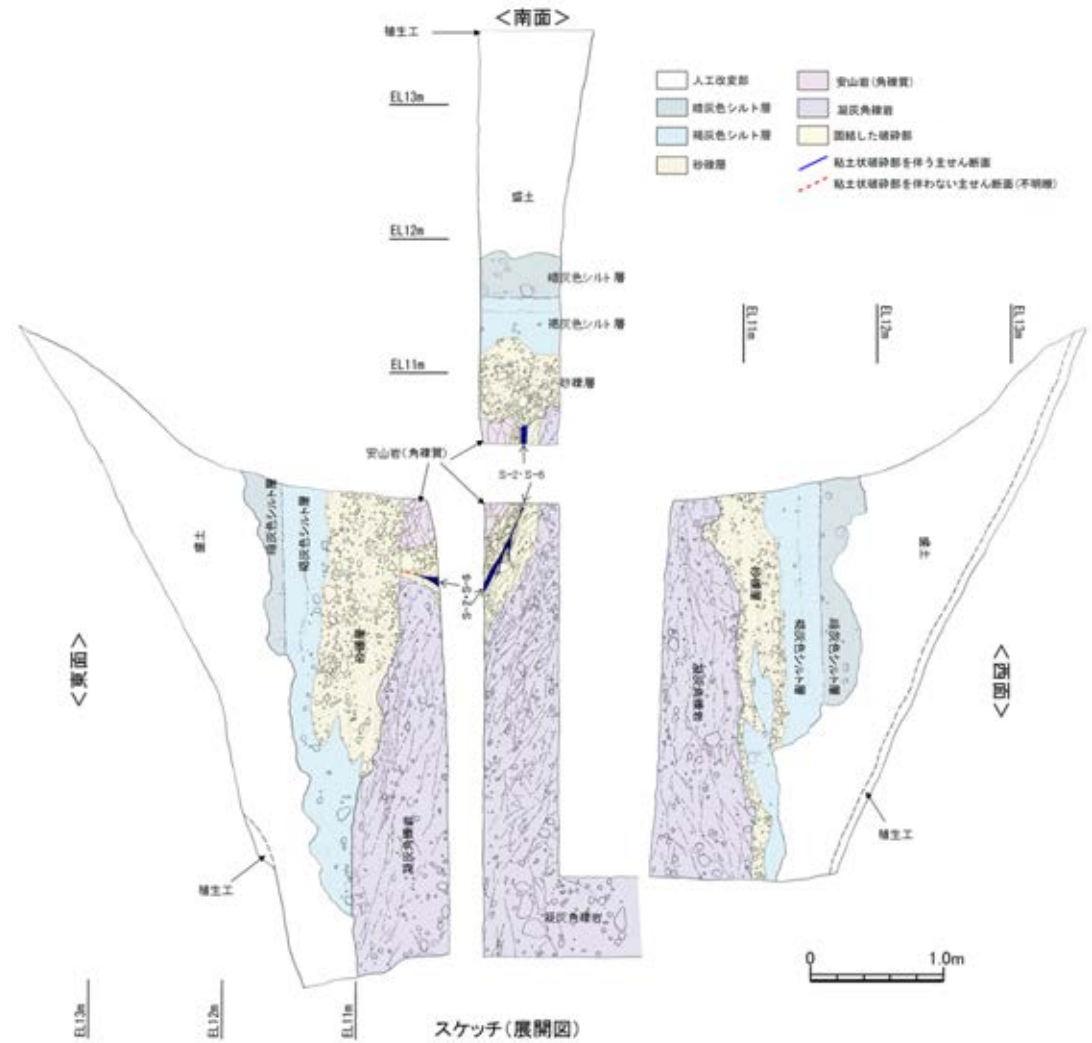 <南面>
植生工
人工改変部
安山岩(角礫質)
暗灰色シルト層
凝灰角礫岩
褐灰色シルト層
固結した破砕部
砂礫層
粘土状破砕部を伴う主せん断面
粘土状破砕部を伴わない主せん断面(不明瞭)
EL13m
盛土
EL12m
暗灰色シルト層
褐灰色シルト層
EL11m
砂礫層
EL11m
EL12m
EL13m
安山岩(角礫質)
S-2・S-6
S-2・S-6
<東面>
盛土
暗灰色シルト層
褐灰色シルト層
砂礫層
凝灰角礫岩
植生工
凝灰角礫岩
凝灰角礫岩
砂礫層
褐灰色シルト層
暗灰色シルト層
盛土
<西面>
植生工
0
1.0m
EL13m
EL12m
EL11m
スケッチ(展開図)